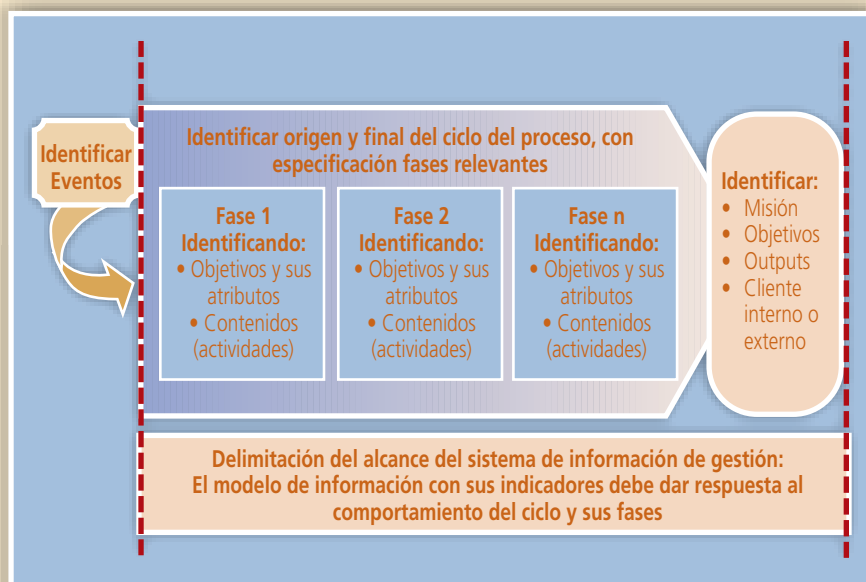 Identificar
Eventos
Identificar origen y final del ciclo del proceso, con
especificación fases relevantes
Fase 1
Identificando:
• Objetivos y sus
atributos
• Contenidos
(actividades)
Fase 2
Identificando:
• Objetivos y sus
atributos
• Contenidos
(actividades)
Fase n
Identificando:
• Objetivos y sus
atributos
• Contenidos
(actividades)
Identificar:
• Misión
• Objetivos
• Outputs
• Cliente
interno o
externo
Delimitación del alcance del sistema de información de gestión:
El modelo de información con sus indicadores debe dar respuesta al
comportamiento del ciclo y sus fases